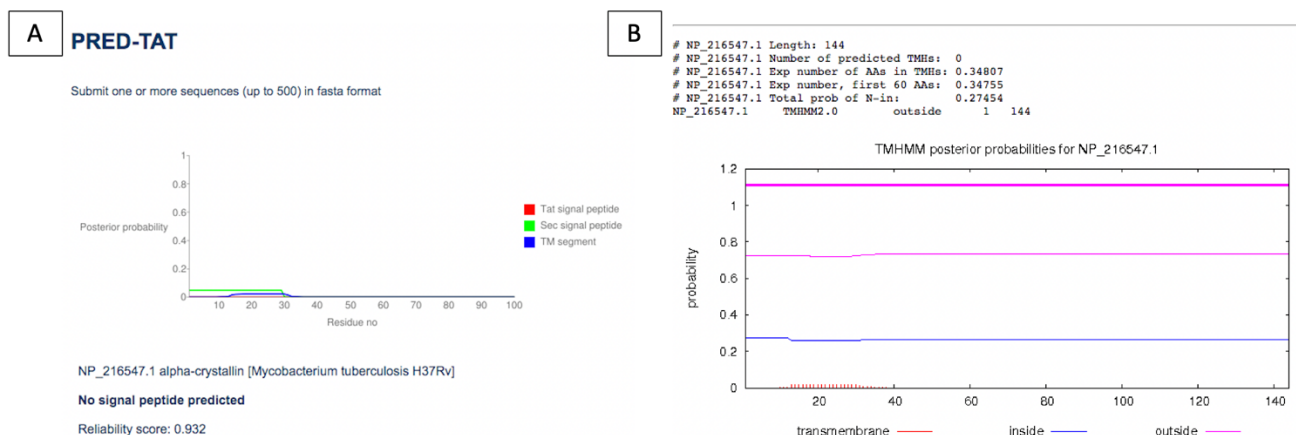 A
PRED-TAT
Submit one or more sequences (up to 500) in fasta format
1
0.8
0.6
0.4
0.2
0
Posterior probability
10 20 30 40 50 60 70 80 90 100
Residue no
Tat signal peptide
Sec signal peptide
TM segment
NP_216547.1 alpha-crystallin [Mycobacterium tuberculosis H37Rv]
No signal peptide predicted
Reliability score: 0.932
B
# NP_216547.1 Length: 144
# NP_216547.1 Number of predicted TMHs: 0
# NP_216547.1 Exp number of AAs in TMHs: 0.34807
# NP_216547.1 Exp number, first 60 AAs: 0.34755
# NP_216547.1 Total prob of N-in: 0.27454
NP_216547.1 TMHMM2.0 outside 1 144
TMHMM posterior probabilities for NP_216547.1
1.2
1
0.8
0.6
0.4
0.2
0
probability
20 40 60 80 100 120 140
transmembrane inside outside